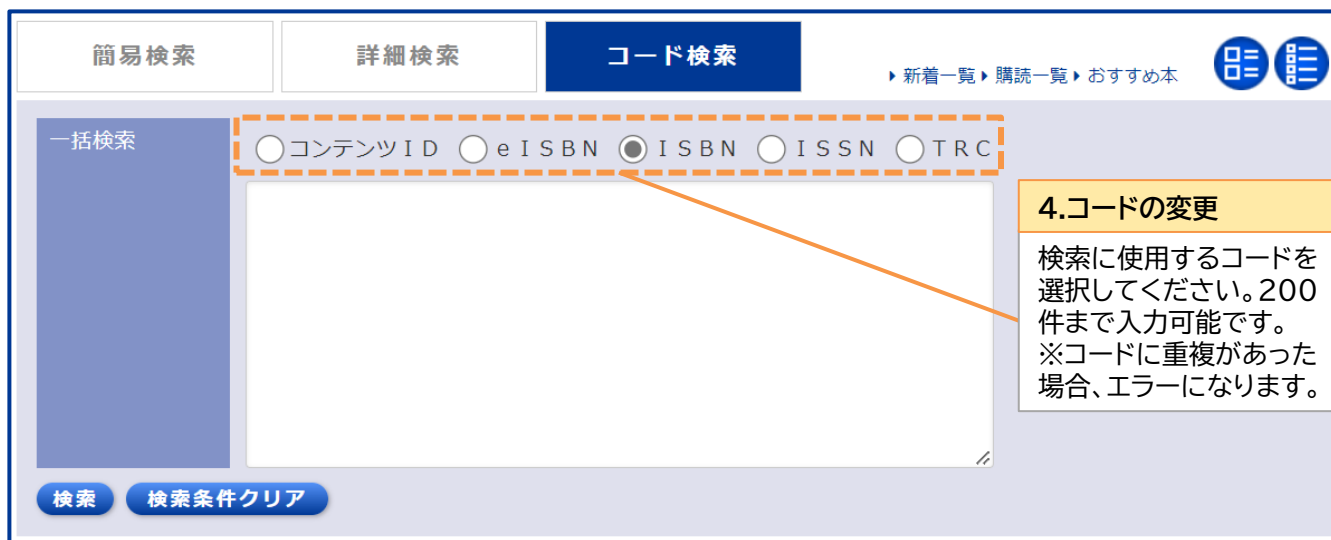 簡易検索
詳細検索
コード検索
新着一覧 購読一覧 おすすめ本
一括検索
コンテンツＩＤ ｅＩＳＢＮ ＩＳＢＮ ＩＳＳＮ ＴＲＣ
4.コードの変更
検索に使用するコードを
選択してください。200
件まで入力可能です。
※コードに重複があった
場合、エラーになります。
検索
検索条件クリア